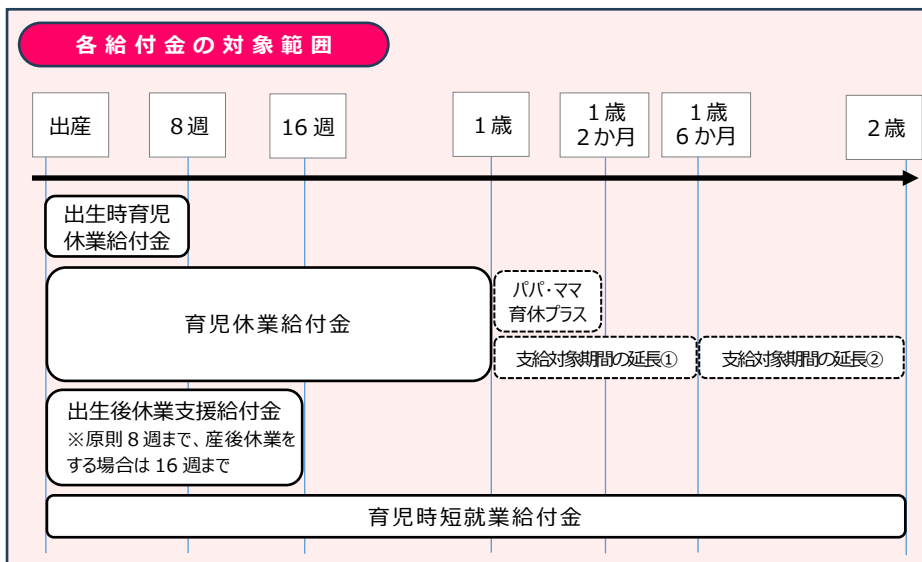 各給付金の対象範囲
出産
8週
16週
1歳
1歳
2か月
1歳
6か月
2歳
出生時育児
休業給付金
育児休業給付金
パパ・ママ
育休プラス
支給対象期間の延長①
支給対象期間の延長②
出生後休業支援給付金
※原則8週まで、産後休業を
する場合は16週まで
育児時短就業給付金